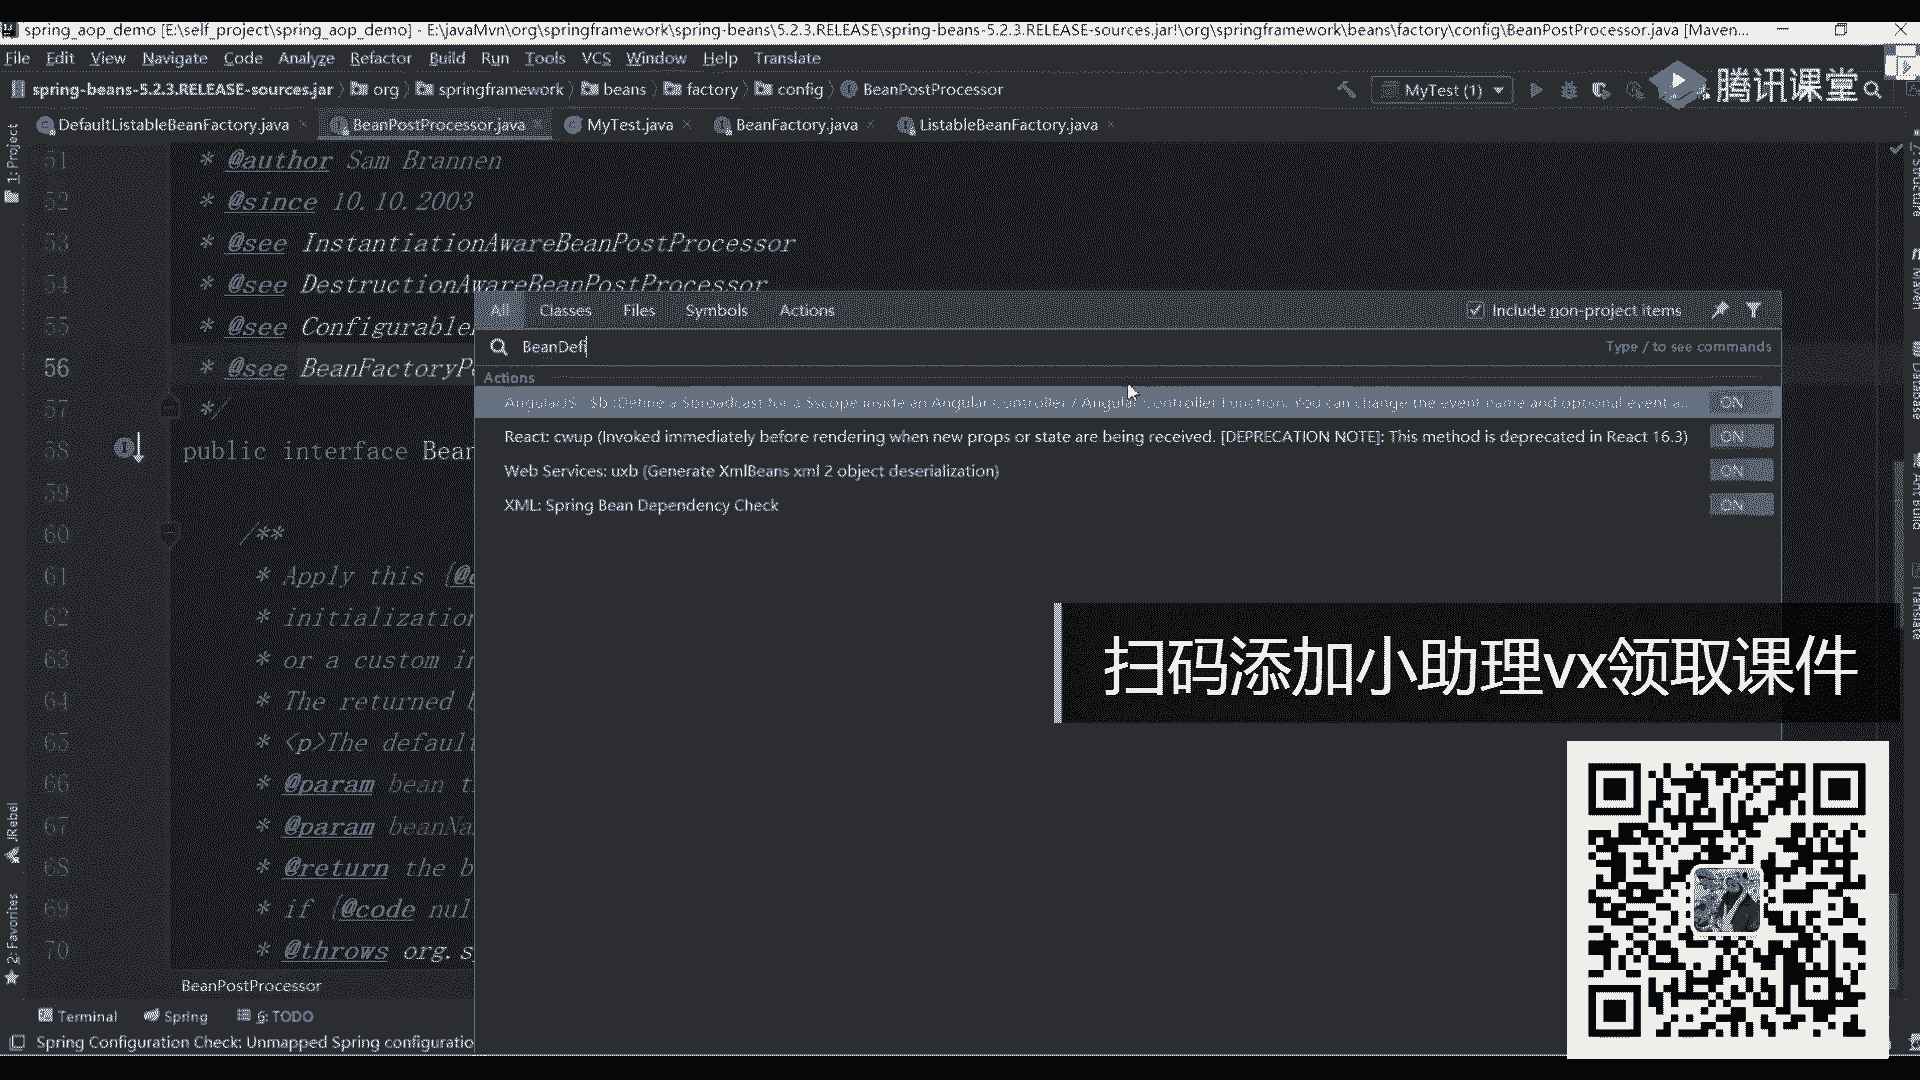 spring_aop_demo [E:\self_project\spring_aop_demo] - E:\javaMvn\org\springframework\spring-beans\5.2.3.RELEASE\spring-beans-5.2.3.RELEASE-sources.jar!\org\springframework\beans\factory\config\BeanPostProcessor.java [Maven...
File Edit View Navigate Code Analyze Refactor Build Run Tools VCS Window Help Translate
spring-beans-5.2.3.RELEASE-sources.jar org springframework beans factory config BeanPostProcessor MyTest (1) 腾讯课堂
DefaultListableBeanFactory.java BeanPostProcessor.java MyTest.java BeanFactory.java ListableBeanFactory.java
1: Project
51 * @author Sam Brannen
52 * @since 10.10.2003
53 * @see InstantiationAwareBeanPostProcessor
54 * @see DestructionAwareBeanPostProcessor
All Classes Files Symbols Actions Include non-project items
55 * @see Configurable
BeanDefi Type / to see commands
56 * @see BeanFactoryP
Actions
AngularJS: $b (Define a $broadcast for a $scope inside an Angular Controller / Angular Controller Function. You can change the event name and optional event a... ON
57 */
React: cwup (Invoked immediately before rendering when new props or state are being received. [DEPRECATION NOTE]: This method is deprecated in React 16.3) ON
58 public interface Bean
Web Services: uxb (Generate XmlBeans xml 2 object deserialization) ON
59
XML: Spring Bean Dependency Check ON
60 /**
61 * Apply this {@c
62 * initialization
63 * or a custom in
64 * The returned b
65 * <p>The default
66 * @param bean t
67 * @param beanNa
68 * @return the b
69 * if {@code nul
70 * @throws org.s
扫码添加小助理vx领取课件
Z: Structure
Maven
Database
Ant Build
Translate
JRebel
2: Favorites
BeanPostProcessor
Terminal Spring 6: TODO
Spring Configuration Check: Unmapped Spring configuratio